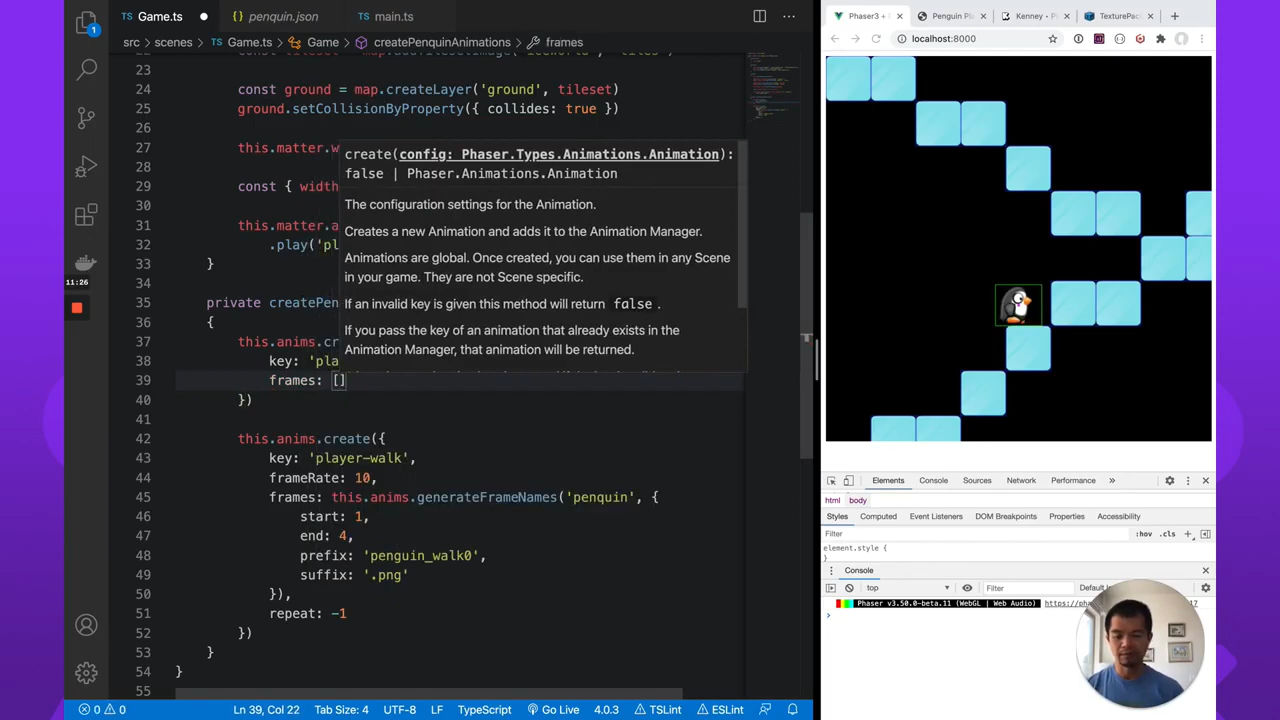 Game.ts
penquin.json
main.ts
src
scenes
Game.ts
Game
createPenquinAnimations
frames
1
11:26
23
24 const ground = map.createLayer('ground', tileset)
25 ground.setCollisionByProperty({ collides: true })
26
27 this.matter.w
28
29 const { width
30
31 this.matter.a
32 .play('pl
33 }
34
35 private createPen
36 {
37 this.anims.cr
38 key: 'pla
39 frames: []
40 })
41
42 this.anims.create({
43 key: 'player-walk',
44 frameRate: 10,
45 frames: this.anims.generateFrameNames('penquin', {
46 start: 1,
47 end: 4,
48 prefix: 'penguin_walk0',
49 suffix: '.png'
50 }),
51 repeat: -1
52 })
53 }
54 }
55
create(config: Phaser.Types.Animations.Animation):
false | Phaser.Animations.Animation
The configuration settings for the Animation.
Creates a new Animation and adds it to the Animation Manager.
Animations are global. Once created, you can use them in any Scene
in your game. They are not Scene specific.
If an invalid key is given this method will return false .
If you pass the key of an animation that already exists in the
Animation Manager, that animation will be returned.
0 0
Ln 39, Col 22
Tab Size: 4
UTF-8
LF
TypeScript
Go Live
4.0.3
TSLint
ESLint
Phaser3 +
Penguin Pl
Kenney • P
TexturePac
localhost:8000
Elements
Console
Sources
Network
Performance
html
body
Styles
Computed
Event Listeners
DOM Breakpoints
Properties
Accessibility
Filter
:hov .cls
element.style {
}
Console
top
Filter
Phaser v3.50.0-beta.11 (WebGL | Web Audio)